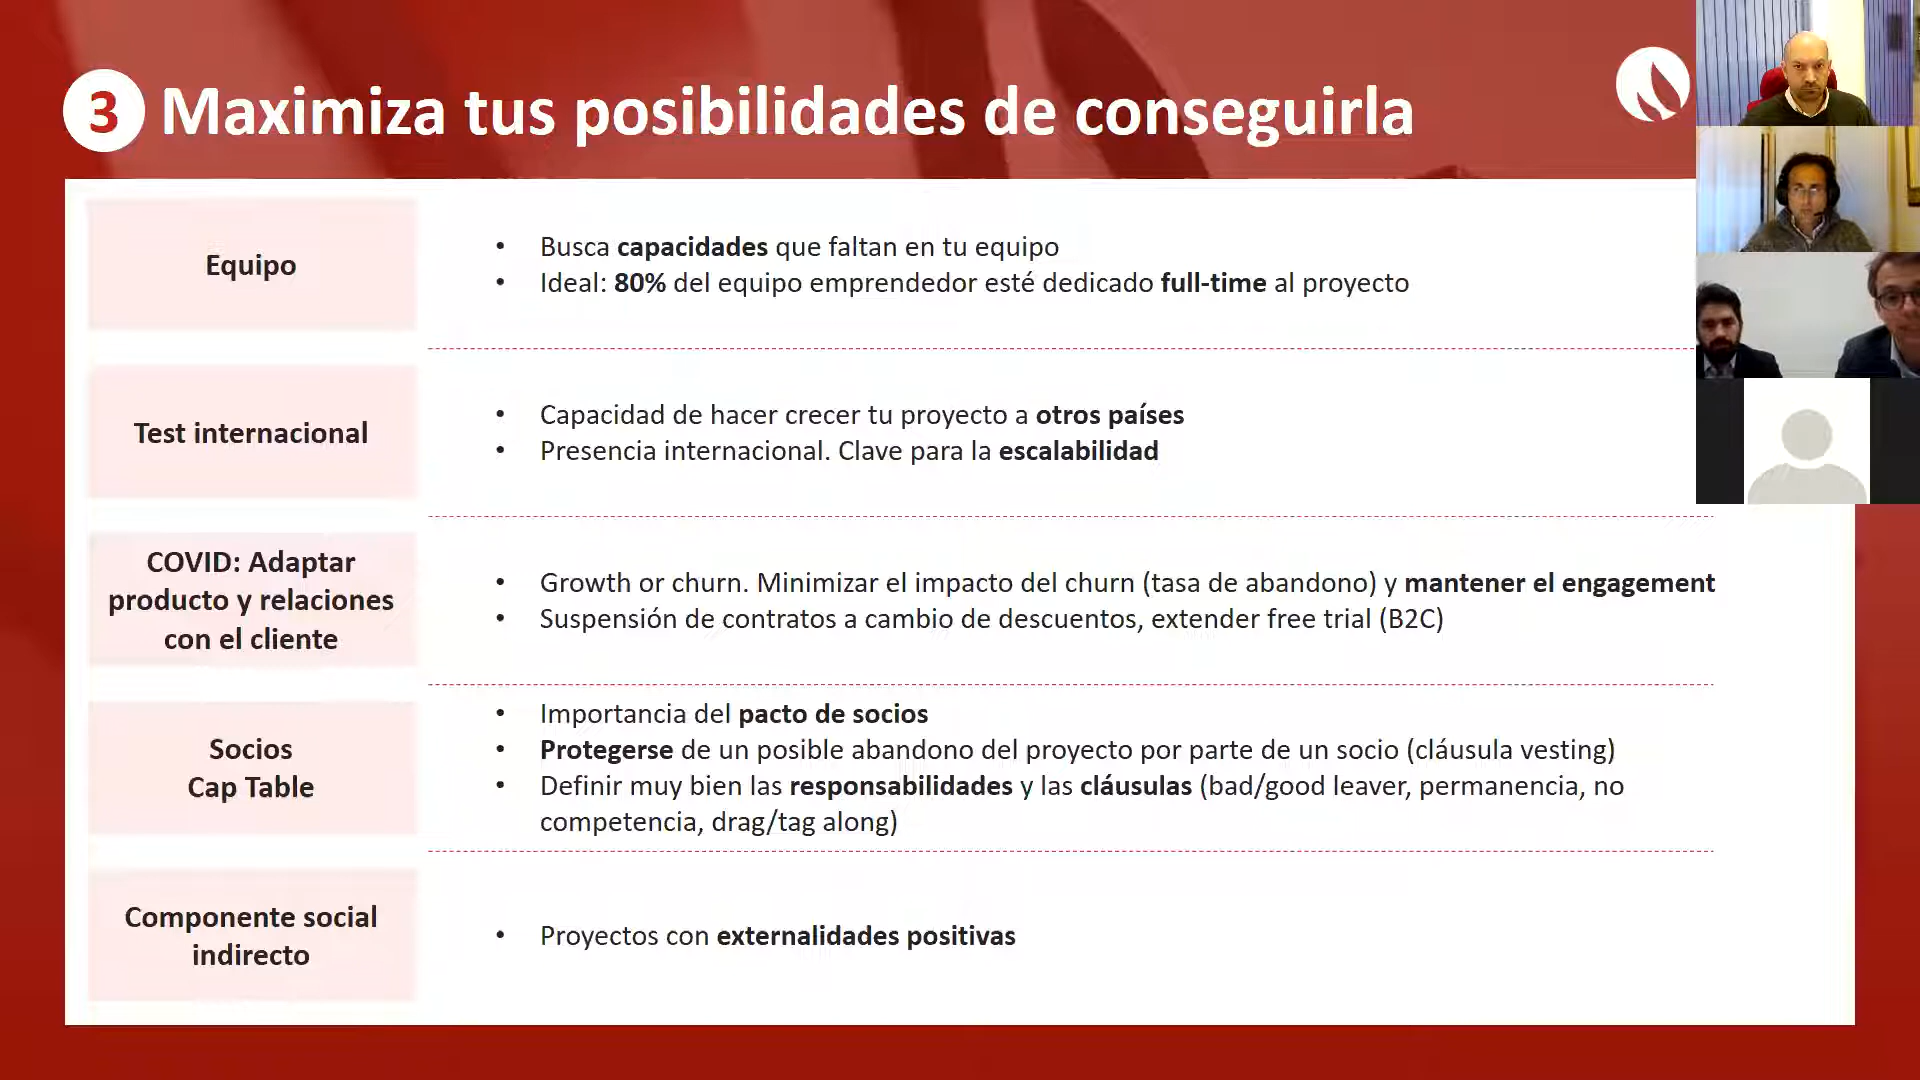 3 Maximiza tus posibilidades de conseguirla
Equipo
• Busca capacidades que faltan en tu equipo
• Ideal: 80% del equipo emprendedor esté dedicado full-time al proyecto
Test internacional
• Capacidad de hacer crecer tu proyecto a otros países
• Presencia internacional. Clave para la escalabilidad
COVID: Adaptar
producto y relaciones
con el cliente
• Growth or churn. Minimizar el impacto del churn (tasa de abandono) y mantener el engagement
• Suspensión de contratos a cambio de descuentos, extender free trial (B2C)
Socios
Cap Table
• Importancia del pacto de socios
• Protegerse de un posible abandono del proyecto por parte de un socio (cláusula vesting)
• Definir muy bien las responsabilidades y las cláusulas (bad/good leaver, permanencia, no
competencia, drag/tag along)
Componente social
indirecto
• Proyectos con externalidades positivas